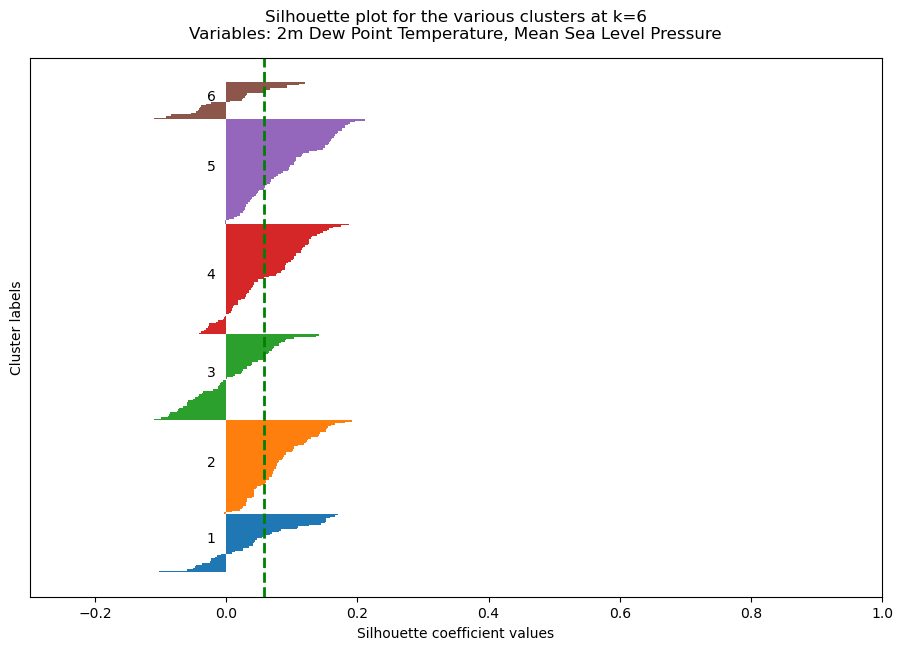 Silhouette plot for the various clusters at k=6
Variables: 2m Dew Point Temperature, Mean Sea Level Pressure
Cluster labels
6
5
4
3
2
1
−0.2 0.0 0.2 0.4 0.6 0.8 1.0
Silhouette coefficient values